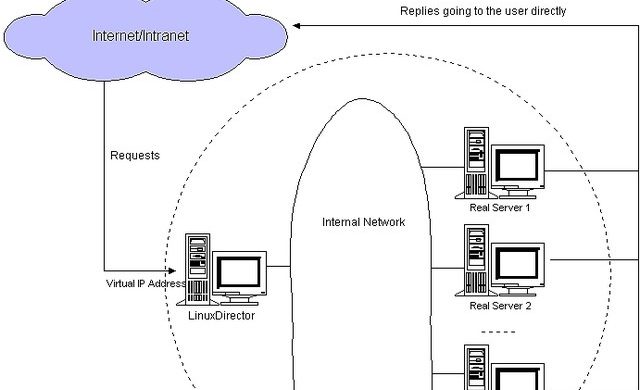 Replies going to the user directly
Internet/Intranet
Requests
Internal Network
Real Server 1
Virtual IP Address
LinuxDirector
Real Server 2